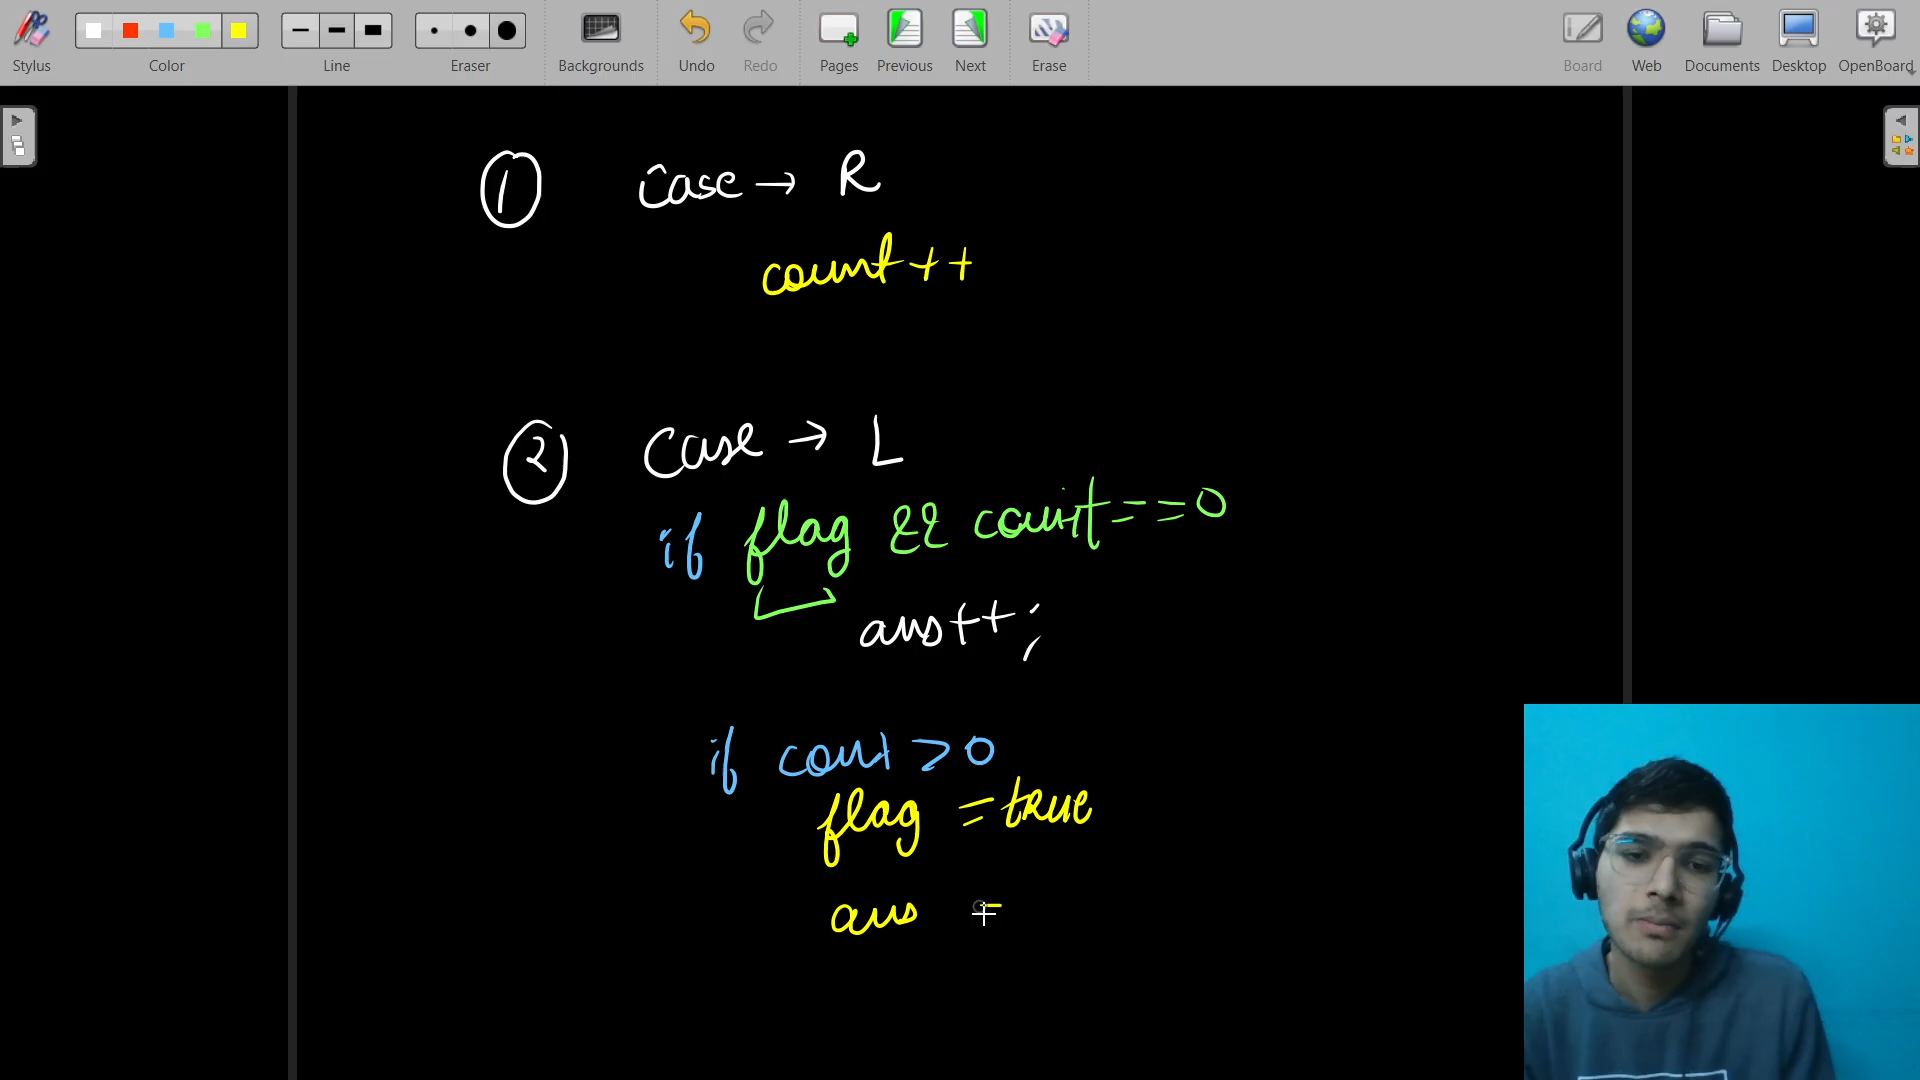 Stylus
Color
Line
Eraser
Backgrounds
Undo
Redo
Pages
Previous
Next
Erase
Board
Web
Documents
Desktop
OpenBoard
① Case → R
count++
② Case → L
if flag && count==0
ans++;
if count > 0
flag = true
ans =